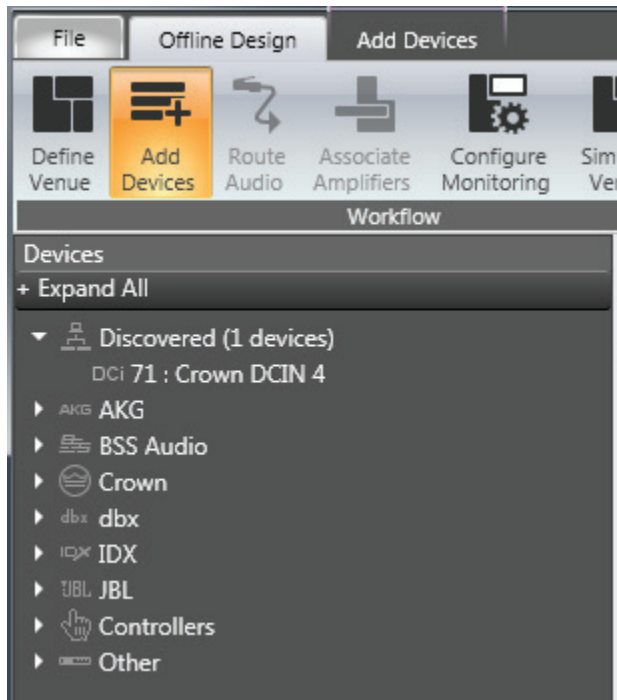 File Offline Design Add Devices
Define Venue Add Devices Route Audio Associate Amplifiers Configure Monitoring
Workflow
Devices
+ Expand All
Discovered (1 devices)
DCi 71 : Crown DCIN 4
AKG AKG
BSS Audio
Crown
dbx dbx
IDX IDX
JBL JBL
Controllers
Other